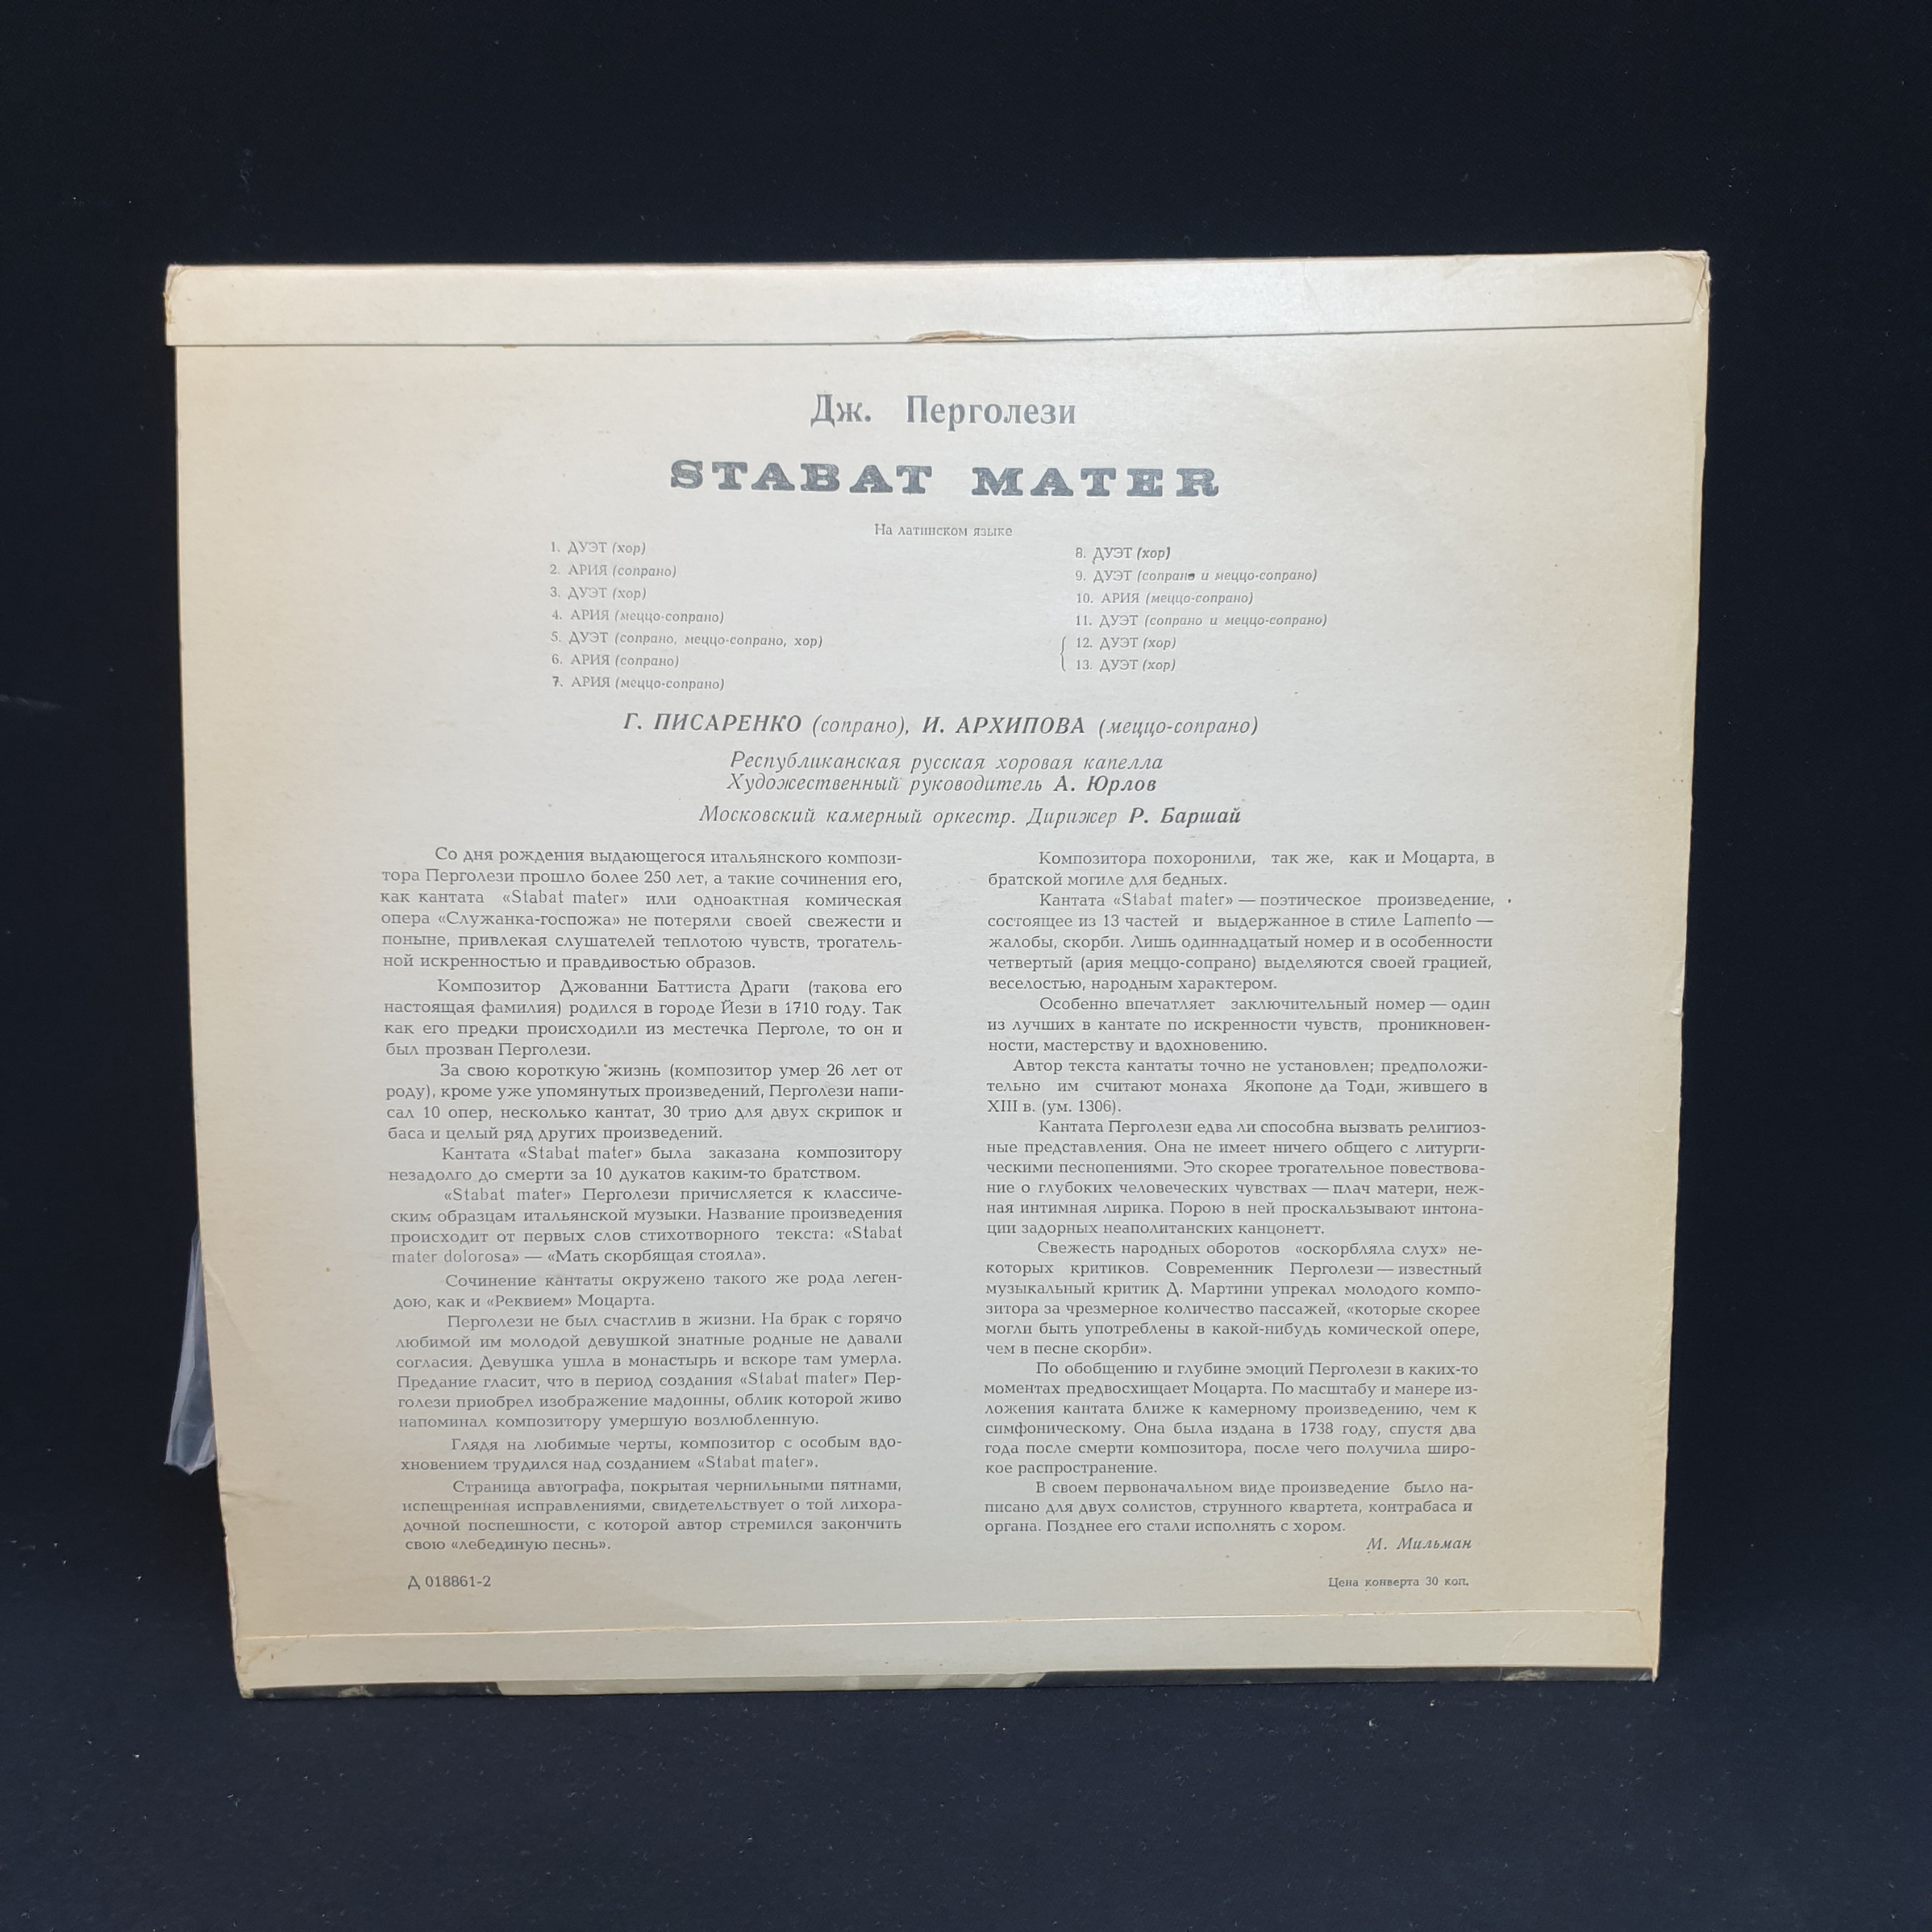 Дж. Перголези
STABAT MATER
На латинском языке
1. ДУЭТ (хор)
2. АРИЯ (сопрано)
3. ДУЭТ (хор)
4. АРИЯ (меццо-сопрано)
5. ДУЭТ (сопрано, меццо-сопрано, хор)
6. АРИЯ (сопрано)
7. АРИЯ (меццо-сопрано)
8. ДУЭТ (хор)
9. ДУЭТ (сопрано и меццо-сопрано)
10. АРИЯ (меццо-сопрано)
11. ДУЭТ (сопрано и меццо-сопрано)
12. ДУЭТ (хор)
13. ДУЭТ (хор)
Г. ПИСАРЕНКО (сопрано), И. АРХИПОВА (меццо-сопрано)
Республиканская русская хоровая капелла
Художественный руководитель А. Юрлов
Московский камерный оркестр. Дирижер Р. Баршай
Со дня рождения выдающегося итальянского компози-
тора Перголези прошло более 250 лет, а такие сочинения его,
как кантата «Stabat mater» или одноактная комическая
опера «Служанка-госпожа» не потеряли своей свежести и
поныне, привлекая слушателей теплотою чувств, трогатель-
ной искренностью и правдивостью образов.
Композитор Джованни Баттиста Драги (такова его
настоящая фамилия) родился в городе Йези в 1710 году. Так
как его предки происходили из местечка Перголе, то он и
был прозван Перголези.
За свою короткую жизнь (композитор умер 26 лет от
роду), кроме уже упомянутых произведений, Перголези напи-
сал 10 опер, несколько кантат, 30 трио для двух скрипок и
баса и целый ряд других произведений.
Кантата «Stabat mater» была заказана композитору
незадолго до смерти за 10 дукатов каким-то братством.
«Stabat mater» Перголези причисляется к классиче-
ским образцам итальянской музыки. Название произведения
происходит от первых слов стихотворного текста: «Stabat
mater dolorosa» — «Мать скорбящая стояла».
Сочинение кантаты окружено такого же рода леген-
дою, как и «Реквием» Моцарта.
Перголези не был счастлив в жизни. На брак с горячо
любимой им молодой девушкой знатные родные не давали
согласия. Девушка ушла в монастырь и вскоре там умерла.
Предание гласит, что в период создания «Stabat mater» Пер-
голези приобрел изображение мадонны, облик которой живо
напоминал композитору умершую возлюбленную.
Глядя на любимые черты, композитор с особым вдо-
хновением трудился над созданием «Stabat mater».
Страница автографа, покрытая чернильными пятнами,
испещренная исправлениями, свидетельствует о той лихора-
дочной поспешности, с которой автор стремился закончить
свою «лебединую песнь».
Д 018861-2
Композитора похоронили, так же, как и Моцарта, в
братской могиле для бедных.
Кантата «Stabat mater» — поэтическое произведение,
состоящее из 13 частей и выдержанное в стиле Lamento —
жалобы, скорби. Лишь одиннадцатый номер и в особенности
четвертый (ария меццо-сопрано) выделяются своей грацией,
веселостью, народным характером.
Особенно впечатляет заключительный номер — один
из лучших в кантате по искренности чувств, проникновен-
ности, мастерству и вдохновению.
Автор текста кантаты точно не установлен; предположи-
тельно им считают монаха Якопоне да Тоди, жившего в
XIII в. (ум. 1306).
Кантата Перголези едва ли способна вызвать религиоз-
ные представления. Она не имеет ничего общего с литурги-
ческими песнопениями. Это скорее трогательное повествова-
ние о глубоких человеческих чувствах — плач матери, неж-
ная интимная лирика. Порою в ней проскальзывают интона-
ции задорных неаполитанских канцонетт.
Свежесть народных оборотов «оскорбляла слух» не-
которых критиков. Современник Перголези — известный
музыкальный критик Д. Мартини упрекал молодого компо-
зитора за чрезмерное количество пассажей, «которые скорее
могли быть употреблены в какой-нибудь комической опере,
чем в песне скорби».
По обобщению и глубине эмоций Перголези в каких-то
моментах предвосхищает Моцарта. По масштабу и манере из-
ложения кантата ближе к камерному произведению, чем к
симфоническому. Она была издана в 1738 году, спустя два
года после смерти композитора, после чего получила широ-
кое распространение.
В своем первоначальном виде произведение было на-
писано для двух солистов, струнного квартета, контрабаса и
органа. Позднее его стали исполнять с хором.
М. Мильман
Цена конверта 30 коп.